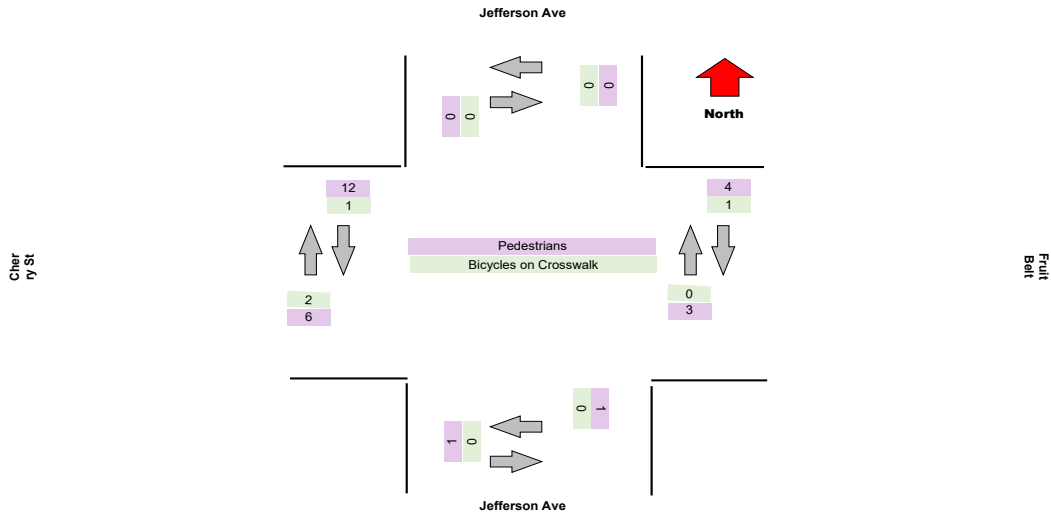 Jefferson Ave
0
0
0
0
North
12
1
4
1
Cher
ry St
Pedestrians
Bicycles on Crosswalk
Fruit
Belt
2
6
0
3
0
1
1
0
Jefferson Ave